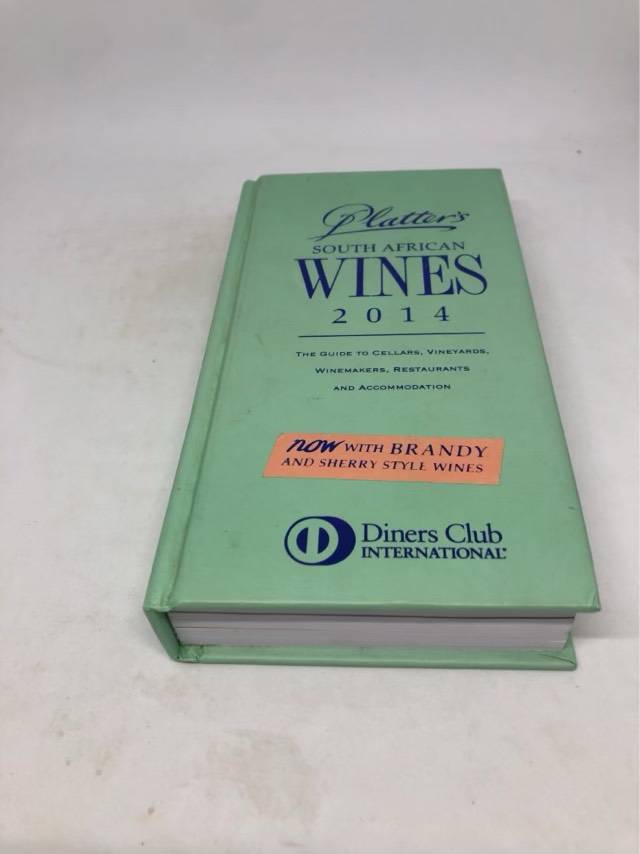 Platter's
SOUTH AFRICAN
WINES
2014
THE GUIDE TO CELLARS, VINEYARDS,
WINEMAKERS, RESTAURANTS
AND ACCOMMODATION
now WITH BRANDY
AND SHERRY STYLE WINES
Diners Club
INTERNATIONAL®